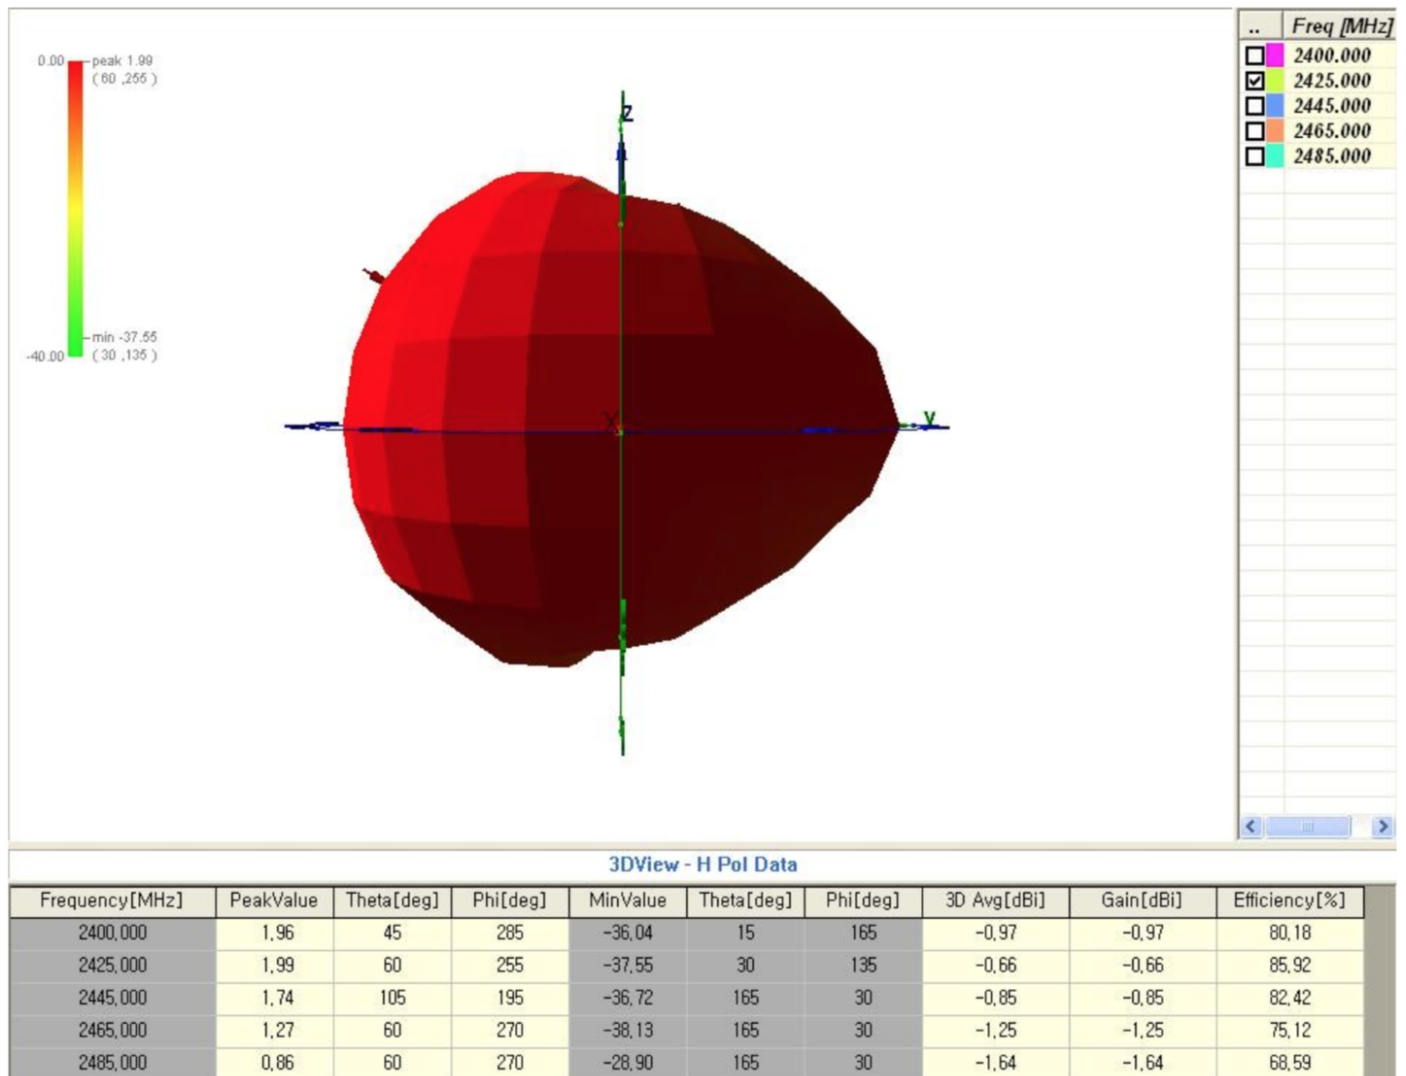 0.00 peak 1.99
( 60 ,255 )
min -37.55
-40.00 ( 30 ,135 )
Z
X
Y
.. Freq [MHz]
2400.000
2425.000
2445.000
2465.000
2485.000
3DView - H Pol Data
Frequency[MHz] PeakValue Theta[deg] Phi[deg] MinValue Theta[deg] Phi[deg] 3D Avg[dBi] Gain[dBi] Efficiency[%]
2400,000 1,96 45 285 -36,04 15 165 -0,97 -0,97 80,18
2425,000 1,99 60 255 -37,55 30 135 -0,66 -0,66 85,92
2445,000 1,74 105 195 -36,72 165 30 -0,85 -0,85 82,42
2465,000 1,27 60 270 -38,13 165 30 -1,25 -1,25 75,12
2485,000 0,86 60 270 -28,90 165 30 -1,64 -1,64 68,59